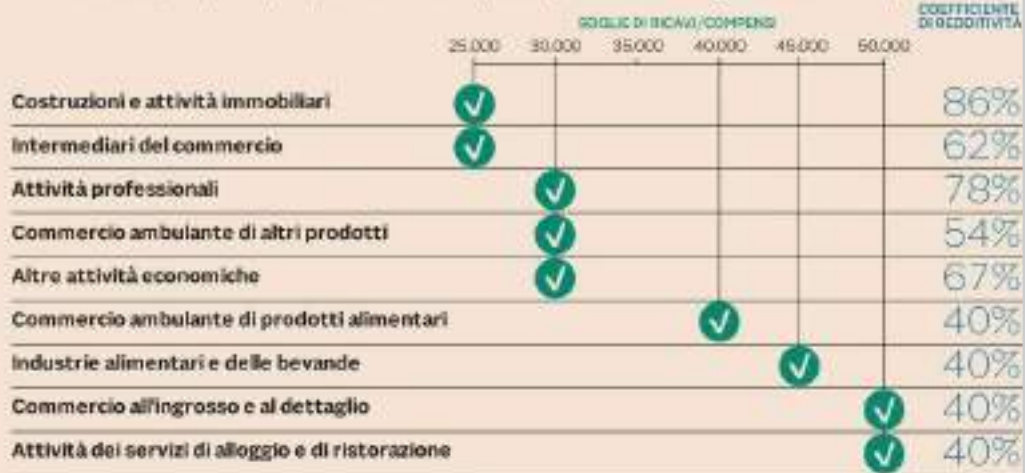 SOGLIE DI RICAVI/COMPENSI
COEFFICIENTE
DI REDDITIVITÀ
25.000 30.000 35.000 40.000 45.000 50.000
Costruzioni e attività immobiliari 86%
Intermediari del commercio 62%
Attività professionali 78%
Commercio ambulante di altri prodotti 54%
Altre attività economiche 67%
Commercio ambulante di prodotti alimentari 40%
Industrie alimentari e delle bevande 40%
Commercio all'ingrosso e al dettaglio 40%
Attività dei servizi di alloggio e di ristorazione 40%